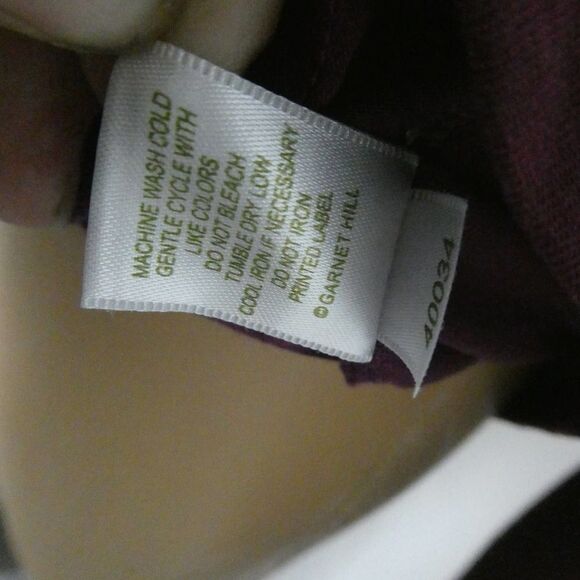 MACHINE WASH COLD
GENTLE CYCLE WITH
LIKE COLORS
DO NOT BLEACH
TUMBLE DRY LOW
COOL IRON IF NECESSARY
DO NOT IRON
PRINTED LABEL
©GARNET HILL
40034